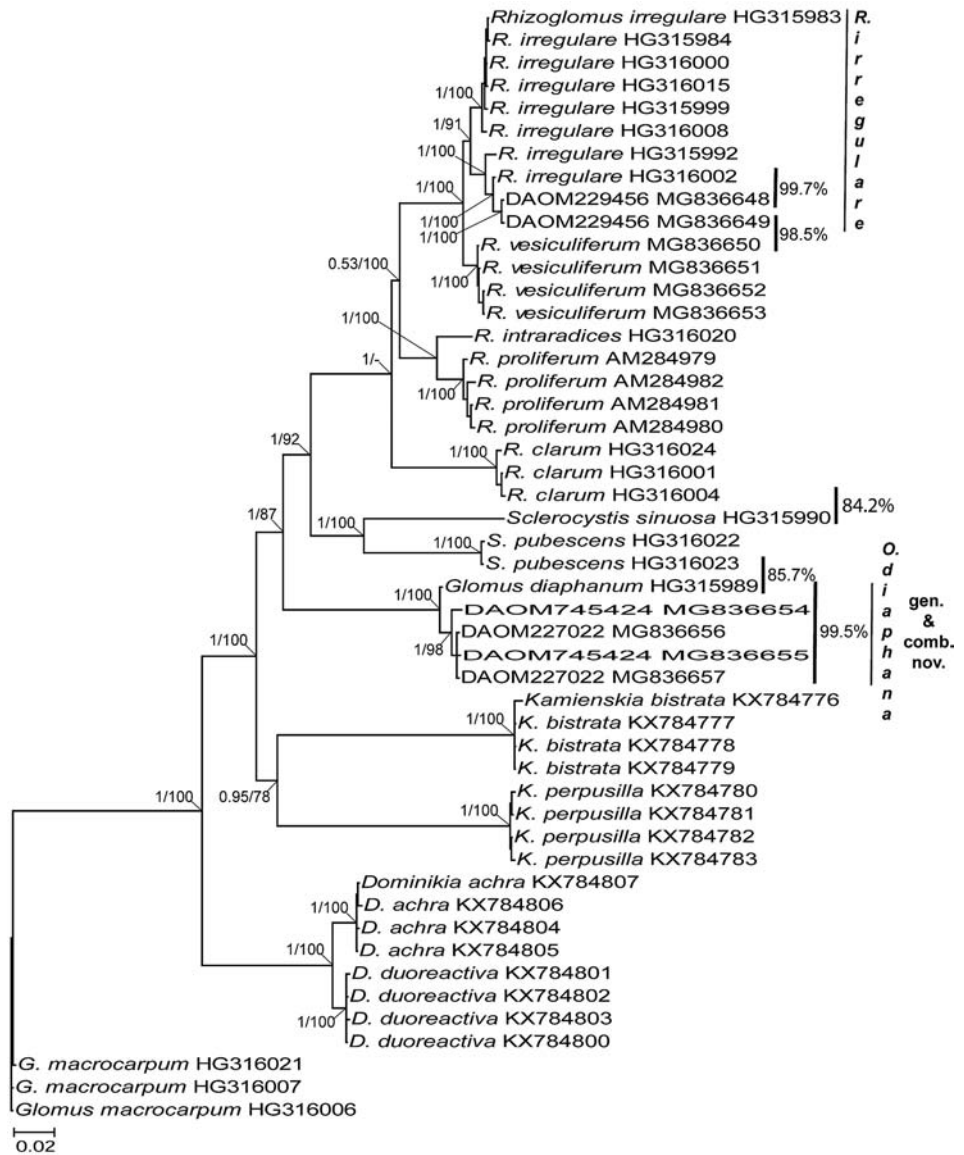 Rhizoglomus irregulare HG315983
R. irregulare HG315984
R. irregulare HG316000
R. irregulare HG316015
1/100
R. irregulare HG315999
R. irregulare HG316008
1/91
R. irregulare HG315992
1/100
R. irregulare HG316002
99.7%
1/100
DAOM229456 MG836648
1/100
DAOM229456 MG836649
1/100
98.5%
R. irregulare
R. vesiculiferum MG836650
0.53/100
R. vesiculiferum MG836651
1/100
R. vesiculiferum MG836652
R. vesiculiferum MG836653
1/100
R. intraradices HG316020
1/-
R. proliferum AM284979
R. proliferum AM284982
1/100
R. proliferum AM284981
R. proliferum AM284980
1/92
R. clarum HG316024
1/100
R. clarum HG316001
R. clarum HG316004
84.2%
1/87
1/100
Sclerocystis sinuosa HG315990
S. pubescens HG316022
1/100
S. pubescens HG316023
85.7%
Glomus diaphanum HG315989
1/100
DAOM745424 MG836654
DAOM227022 MG836656
99.5%
1/98
DAOM745424 MG836655
DAOM227022 MG836657
O. diaphana
gen.
&
comb.
nov.
1/100
Kamienskia bistrata KX784776
1/100
K. bistrata KX784777
K. bistrata KX784778
K. bistrata KX784779
0.95/78
1/100
K. perpusilla KX784780
1/100
K. perpusilla KX784781
K. perpusilla KX784782
K. perpusilla KX784783
Dominikia achra KX784807
D. achra KX784806
1/100
D. achra KX784804
1/100
D. achra KX784805
D. duoreactiva KX784801
D. duoreactiva KX784802
1/100
D. duoreactiva KX784803
D. duoreactiva KX784800
G. macrocarpum HG316021
G. macrocarpum HG316007
Glomus macrocarpum HG316006
0.02